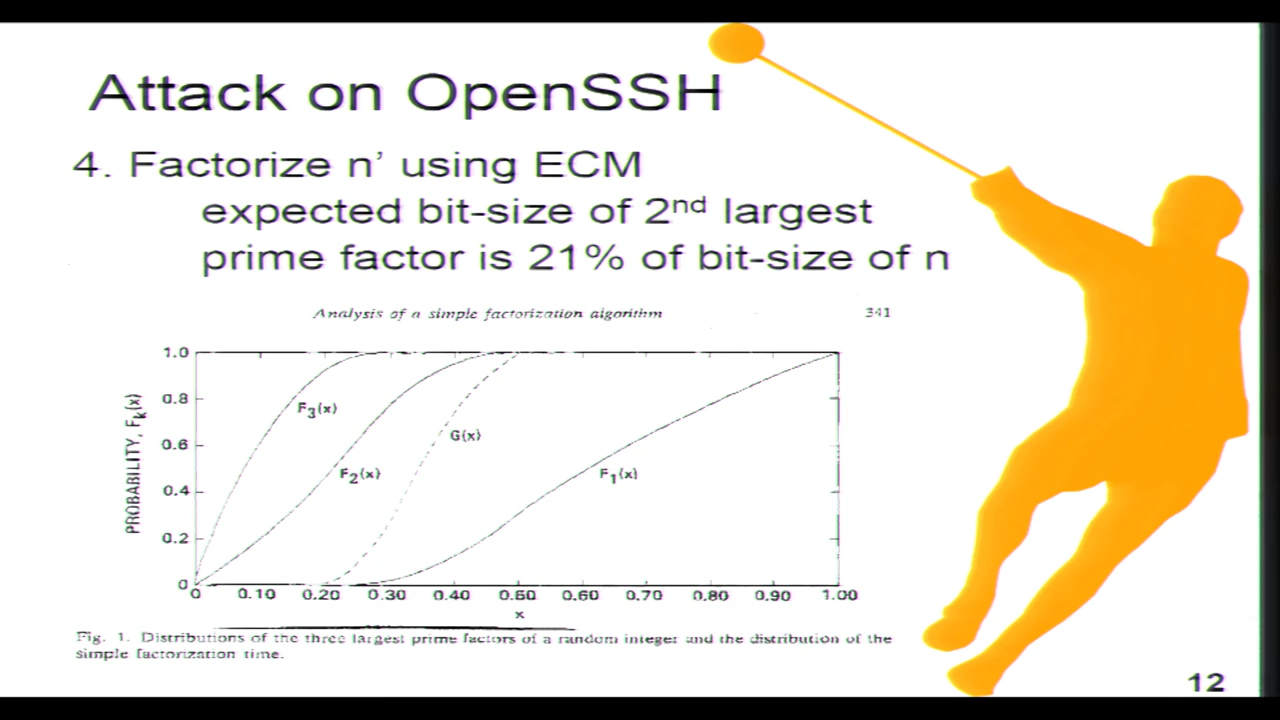 Attack on OpenSSH
4. Factorize n’ using ECM
expected bit-size of 2nd largest
prime factor is 21% of bit-size of n
Analysis of a simple factorization algorithm 341
PROBABILITY, Fk(x)
1.0
0.8
0.6
0.4
0.2
0
F3(x)
F2(x)
G(x)
F1(x)
0 0.10 0.20 0.30 0.40 0.50 0.60 0.70 0.80 0.90 1.00
x
Fig. 1. Distributions of the three largest prime factors of a random integer and the distribution of the
simple factorization time.
12